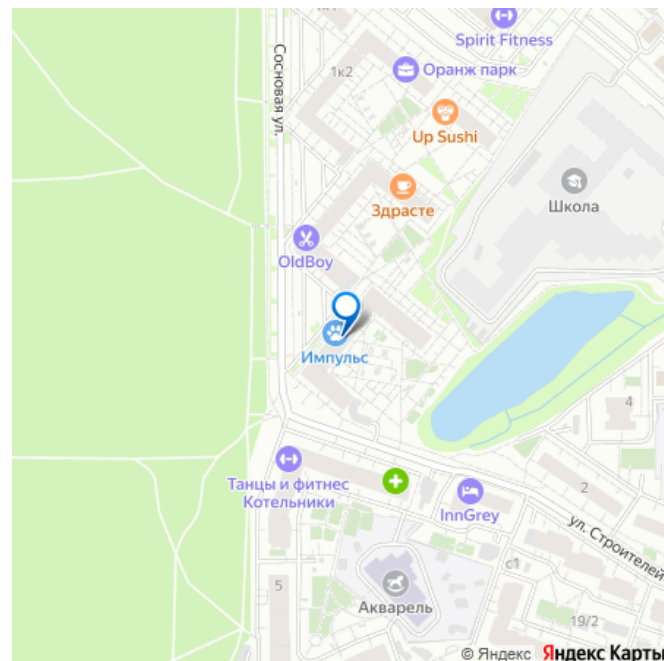 Spirit Fitness
1к2
Оранж парк
Сосновая ул.
Up Sushi
Школа
Здрасте
OldBoy
Импульс
4
Танцы и фитнес
Котельники
2
InnGrey
ул. Строителей
с1
5
Акварель
19/2
© Яндекс Яндекс Карты